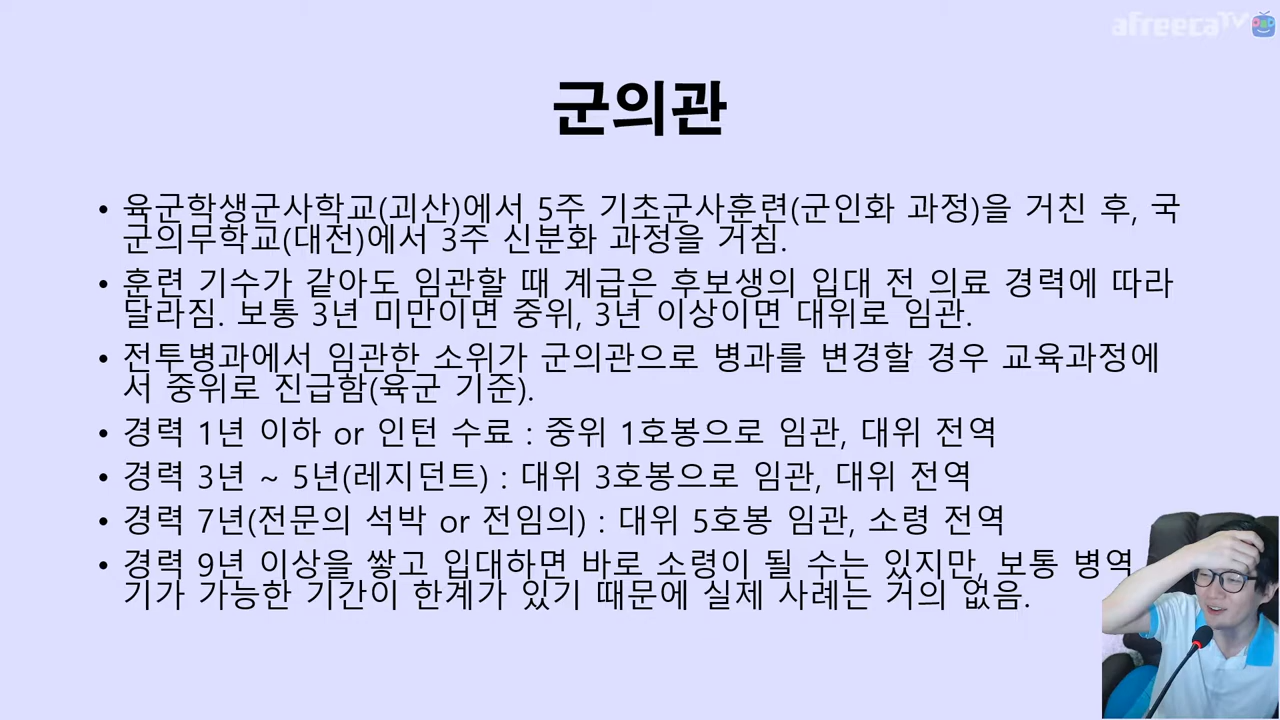 afreecaTV
군의관
• 육군학생군사학교(괴산)에서 5주 기초군사훈련(군인화 과정)을 거친 후, 국
군의무학교(대전)에서 3주 신분화 과정을 거침.
• 훈련 기수가 같아도 임관할 때 계급은 후보생의 입대 전 의료 경력에 따라
달라짐. 보통 3년 미만이면 중위, 3년 이상이면 대위로 임관.
• 전투병과에서 임관한 소위가 군의관으로 병과를 변경할 경우 교육과정에
서 중위로 진급함(육군 기준).
• 경력 1년 이하 or 인턴 수료 : 중위 1호봉으로 임관, 대위 전역
• 경력 3년 ~ 5년(레지던트) : 대위 3호봉으로 임관, 대위 전역
• 경력 7년(전문의 석박 or 전임의) : 대위 5호봉 임관, 소령 전역
• 경력 9년 이상을 쌓고 입대하면 바로 소령이 될 수는 있지만, 보통 병역
기가 가능한 기간이 한계가 있기 때문에 실제 사례는 거의 없음.